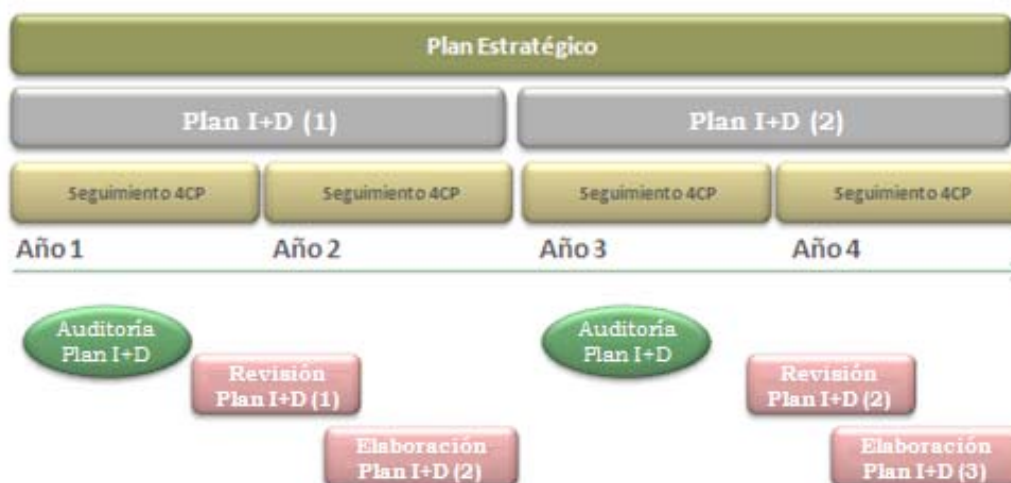 Plan Estratégico
Plan I+D (1)
Plan I+D (2)
Seguimiento 4CP
Seguimiento 4CP
Seguimiento 4CP
Seguimiento 4CP
Año 1
Año 2
Año 3
Año 4
Auditoría
Plan I+D
Auditoría
Plan I+D
Revisión
Plan I+D (1)
Revisión
Plan I+D (2)
Elaboración
Plan I+D (2)
Elaboración
Plan I+D (3)